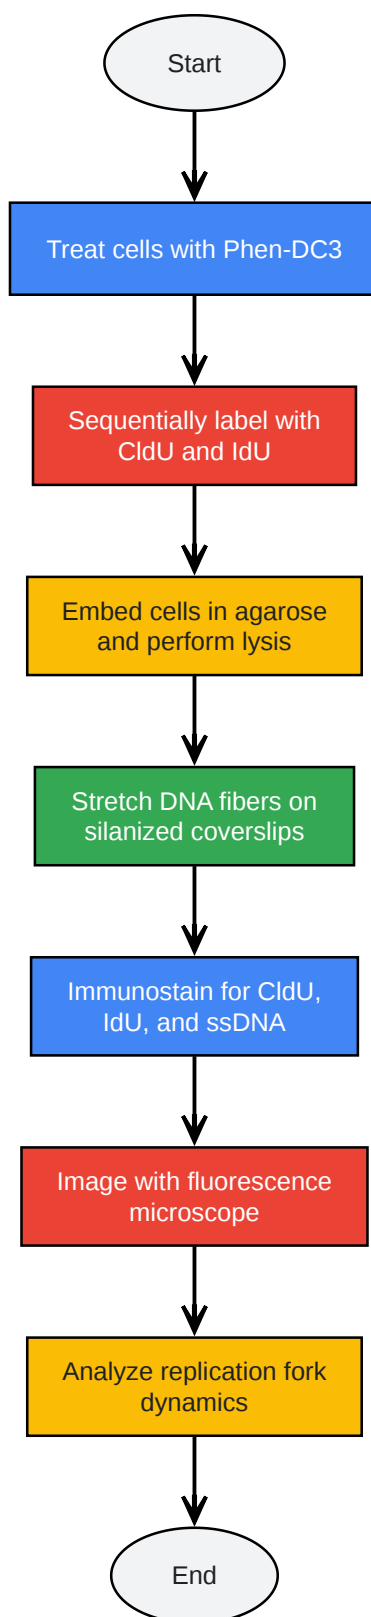 Start
Treat cells with Phen-DC3
Sequentially label with
CldU and IdU
Embed cells in agarose
and perform lysis
Stretch DNA fibers on
silanized coverslips
Immunostain for CldU,
IdU, and ssDNA
Image with fluorescence
microscope
Analyze replication fork
dynamics
End